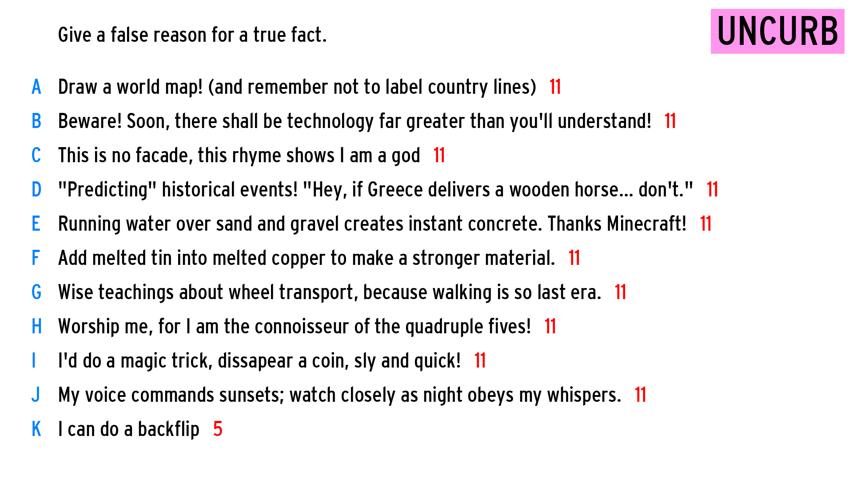 Give a false reason for a true fact.
UNCURB
A Draw a world map! (and remember not to label country lines) 11
B Beware! Soon, there shall be technology far greater than you'll understand! 11
C This is no facade, this rhyme shows I am a god 11
D "Predicting" historical events! "Hey, if Greece delivers a wooden horse... don't." 11
E Running water over sand and gravel creates instant concrete. Thanks Minecraft! 11
F Add melted tin into melted copper to make a stronger material. 11
G Wise teachings about wheel transport, because walking is so last era. 11
H Worship me, for I am the connoisseur of the quadruple fives! 11
I I'd do a magic trick, dissapear a coin, sly and quick! 11
J My voice commands sunsets; watch closely as night obeys my whispers. 11
K I can do a backflip 5